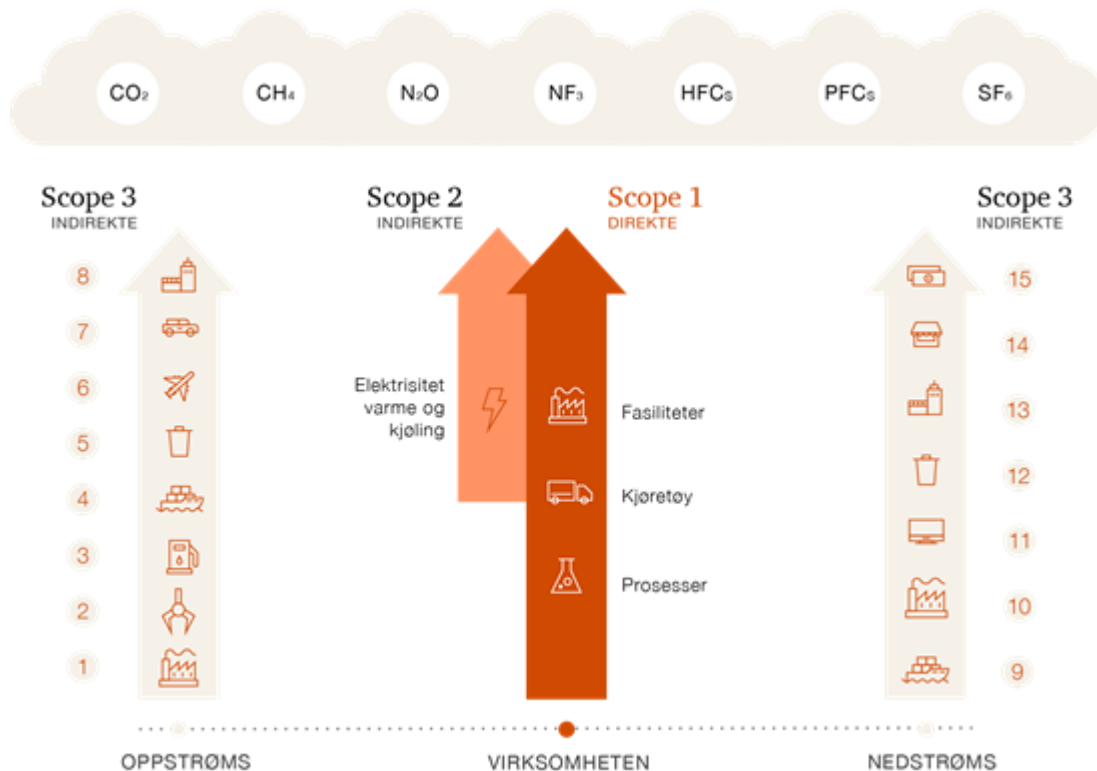 CO₂ CH₄ N₂O NF₃ HFCs PFCs SF₆
Scope 3
INDIREKTE
8
7
6
5
4
3
2
1
Scope 2
INDIREKTE
Elektrisitet
varme og
kjøling
Scope 1
DIREKTE
Fasiliteter
Kjøretøy
Prosesser
Scope 3
INDIREKTE
15
14
13
12
11
10
9
OPPSTRØMS VIRKSOMHETEN NEDSTRØMS